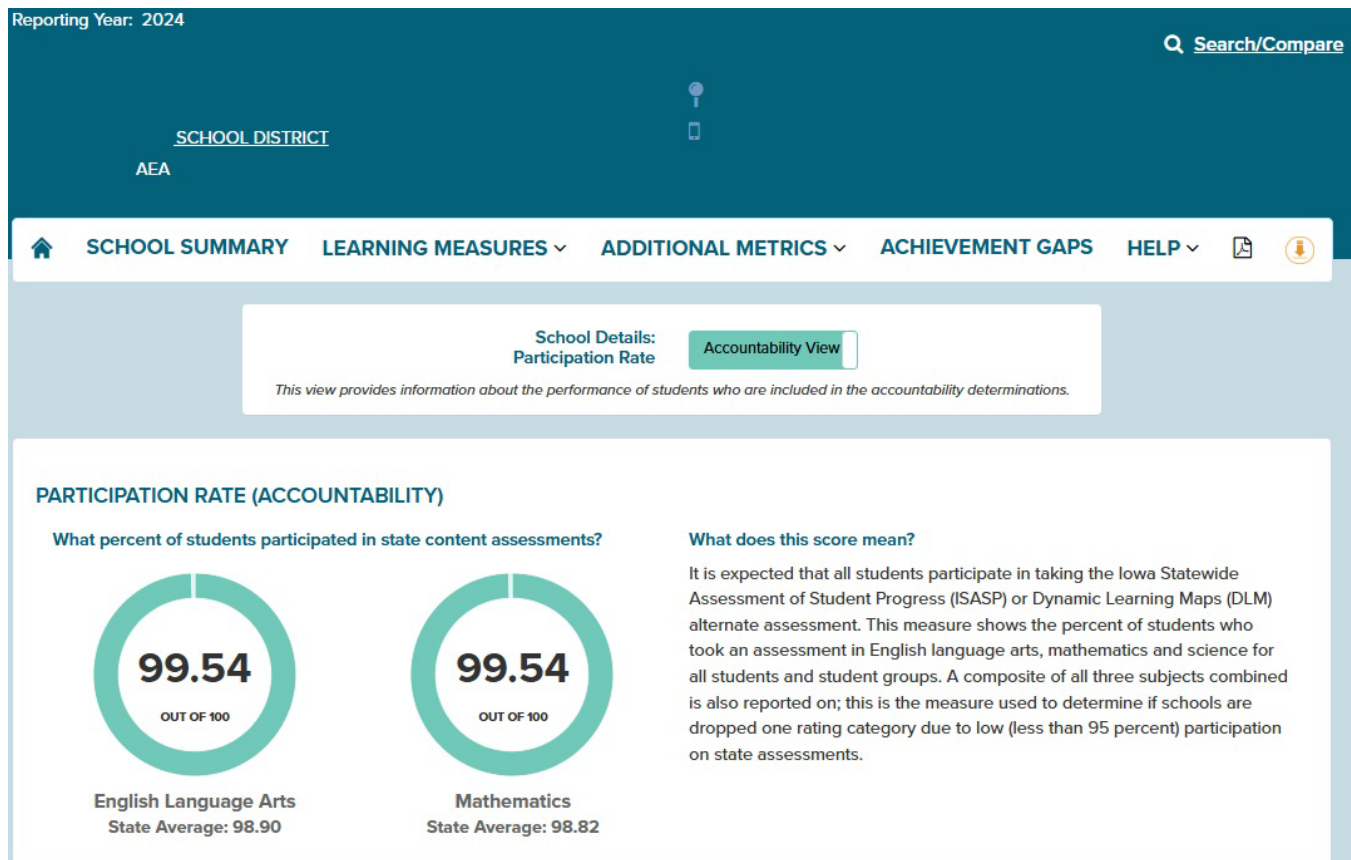 Reporting Year: 2024
Search/Compare
SCHOOL DISTRICT
AEA
SCHOOL SUMMARY LEARNING MEASURES ADDITIONAL METRICS ACHIEVEMENT GAPS HELP
School Details:
Participation Rate
Accountability View
This view provides information about the performance of students who are included in the accountability determinations.
PARTICIPATION RATE (ACCOUNTABILITY)
What percent of students participated in state content assessments?
99.54
OUT OF 100
English Language Arts
State Average: 98.90
99.54
OUT OF 100
Mathematics
State Average: 98.82
What does this score mean?
It is expected that all students participate in taking the Iowa Statewide
Assessment of Student Progress (ISASP) or Dynamic Learning Maps (DLM)
alternate assessment. This measure shows the percent of students who
took an assessment in English language arts, mathematics and science for
all students and student groups. A composite of all three subjects combined
is also reported on; this is the measure used to determine if schools are
dropped one rating category due to low (less than 95 percent) participation
on state assessments.